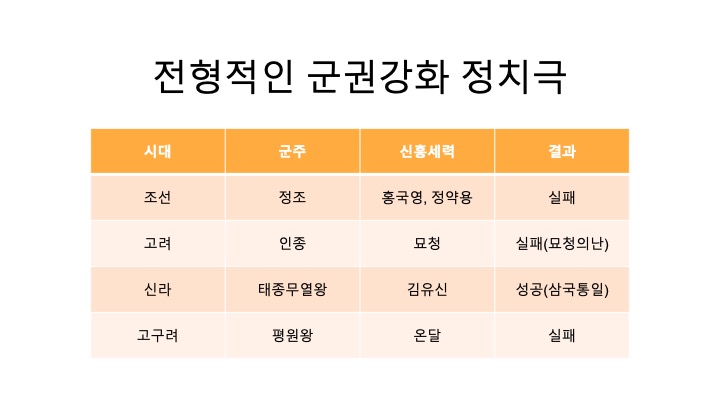 전형적인 군권강화 정치극
시대 군주 신흥세력 결과
조선 정조 홍국영, 정약용 실패
고려 인종 묘청 실패(묘청의난)
신라 태종무열왕 김유신 성공(삼국통일)
고구려 평원왕 온달 실패